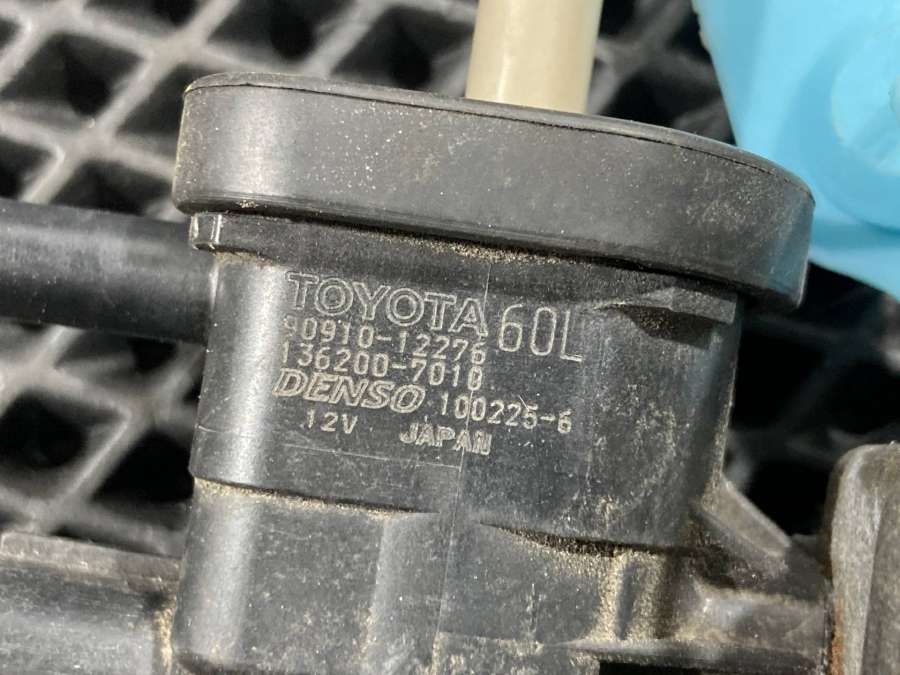 TOYOTA 60L
90910-12276
136200-7010
DENSO 100225-6
12V JAPAN